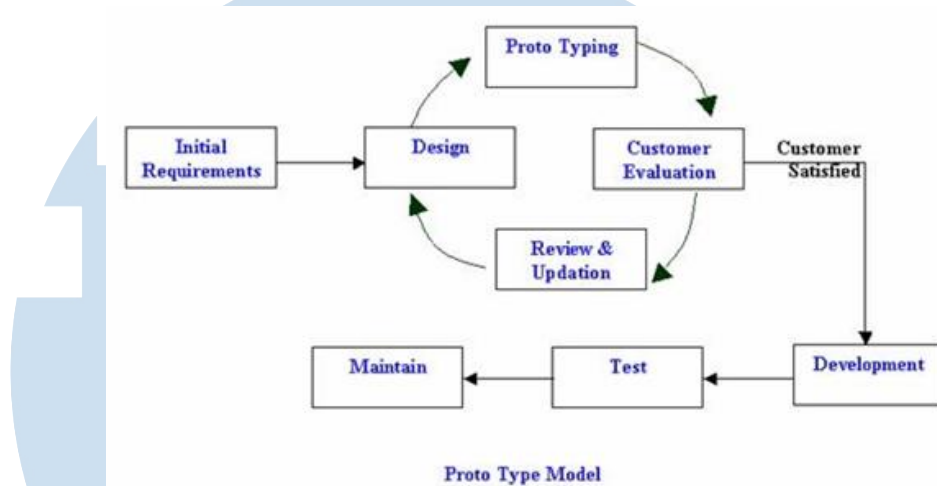 Proto Typing
Initial
Requirements
Design
Customer
Evaluation
Customer
Satisfied
Review &
Updation
Maintain
Test
Development
Proto Type Model